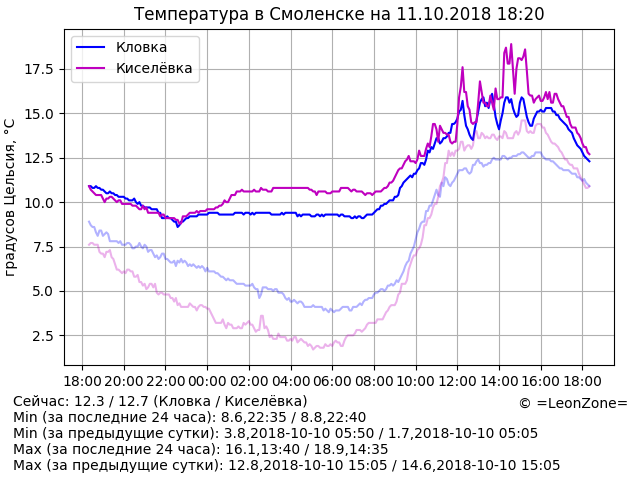 Температура в Смоленске на 11.10.2018 18:20
Кловка
Киселёвка
градусов Цельсия, °C
17.5
15.0
12.5
10.0
7.5
5.0
2.5
18:00 20:00 22:00 00:00 02:00 04:00 06:00 08:00 10:00 12:00 14:00 16:00 18:00
Сейчас: 12.3 / 12.7 (Кловка / Киселёвка)
© =LeonZone=
Min (за последние 24 часа): 8.6,22:35 / 8.8,22:40
Min (за предыдущие сутки): 3.8,2018-10-10 05:50 / 1.7,2018-10-10 05:05
Max (за последние 24 часа): 16.1,13:40 / 18.9,14:35
Max (за предыдущие сутки): 12.8,2018-10-10 15:05 / 14.6,2018-10-10 15:05